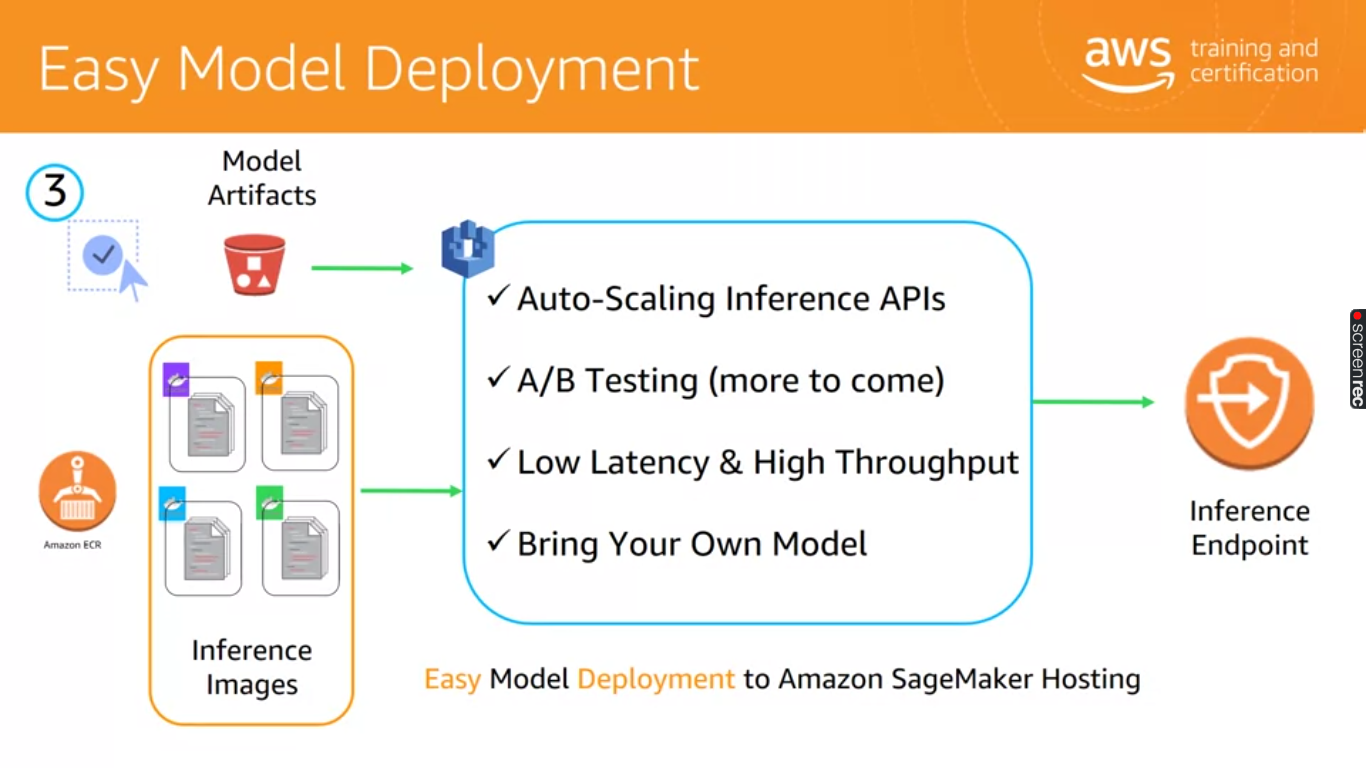 Easy Model Deployment
aws training and
certification
3
Model
Artifacts
✓ Auto-Scaling Inference APIs
✓ A/B Testing (more to come)
✓ Low Latency & High Throughput
✓ Bring Your Own Model
Amazon ECR
Inference
Images
Inference
Endpoint
Easy Model Deployment to Amazon SageMaker Hosting
screenrec